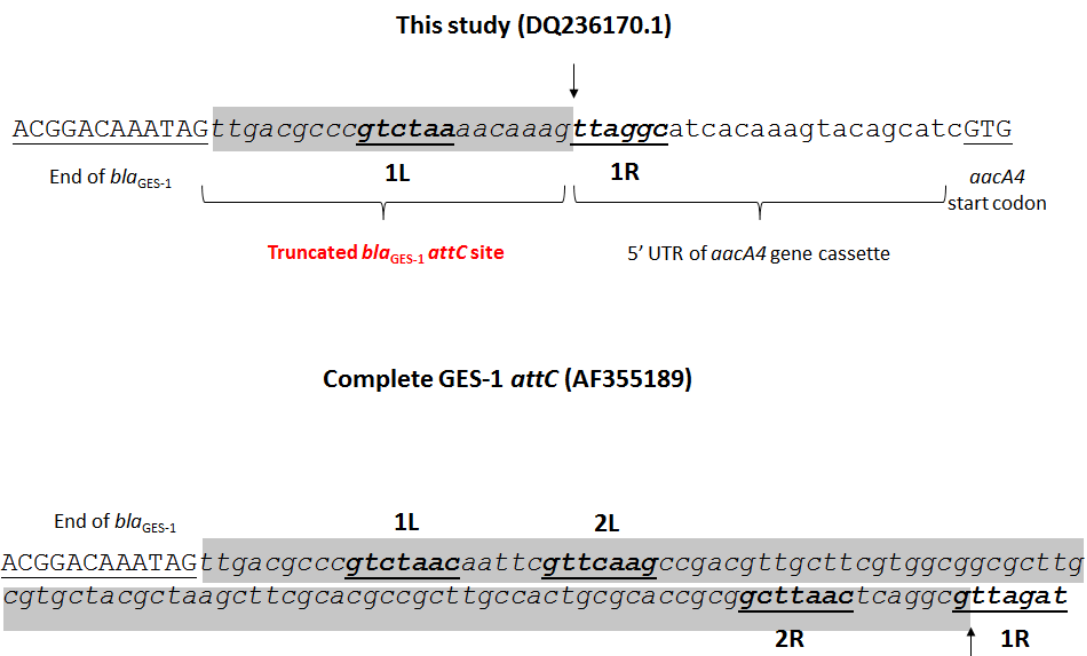 This study (DQ236170.1)
ACGGACAAATAGttgacgcccgtctaaaacaaagttaggcatcacaaagtacagcatcGTG
End of blaGES-1 1L 1R aacA4
start codon
Truncated blaGES-1 attC site 5' UTR of aacA4 gene cassette
Complete GES-1 attC (AF355189)
End of blaGES-1 1L 2L
ACGGACAAATAGttgacgcccgtctaacaattcgttcaagccgacgttgcttcgtggcggcgcttg
cgtgctacgctaagcttcgcacgccgcttgccactgcgcaccgcggcttaactcaggcgttagat
2R 1R